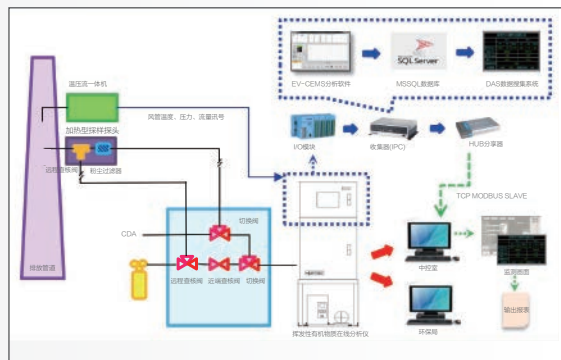 EV-CEMS分析软件
MSSQL数据库
DAS数据搜集系统
SQL Server
温压流一体机
风管温度、压力、流量讯号
加热型采样探头
远程查核阀
粉尘过滤器
I/O模块
收集器(IPC)
HUB分享器
TCP MODBUS SLAVE
切换阀
CDA
排放管道
远程查核阀
近端查核阀
切换阀
中控室
监测画面
输出报表
挥发性有机物质在线分析仪
环保局